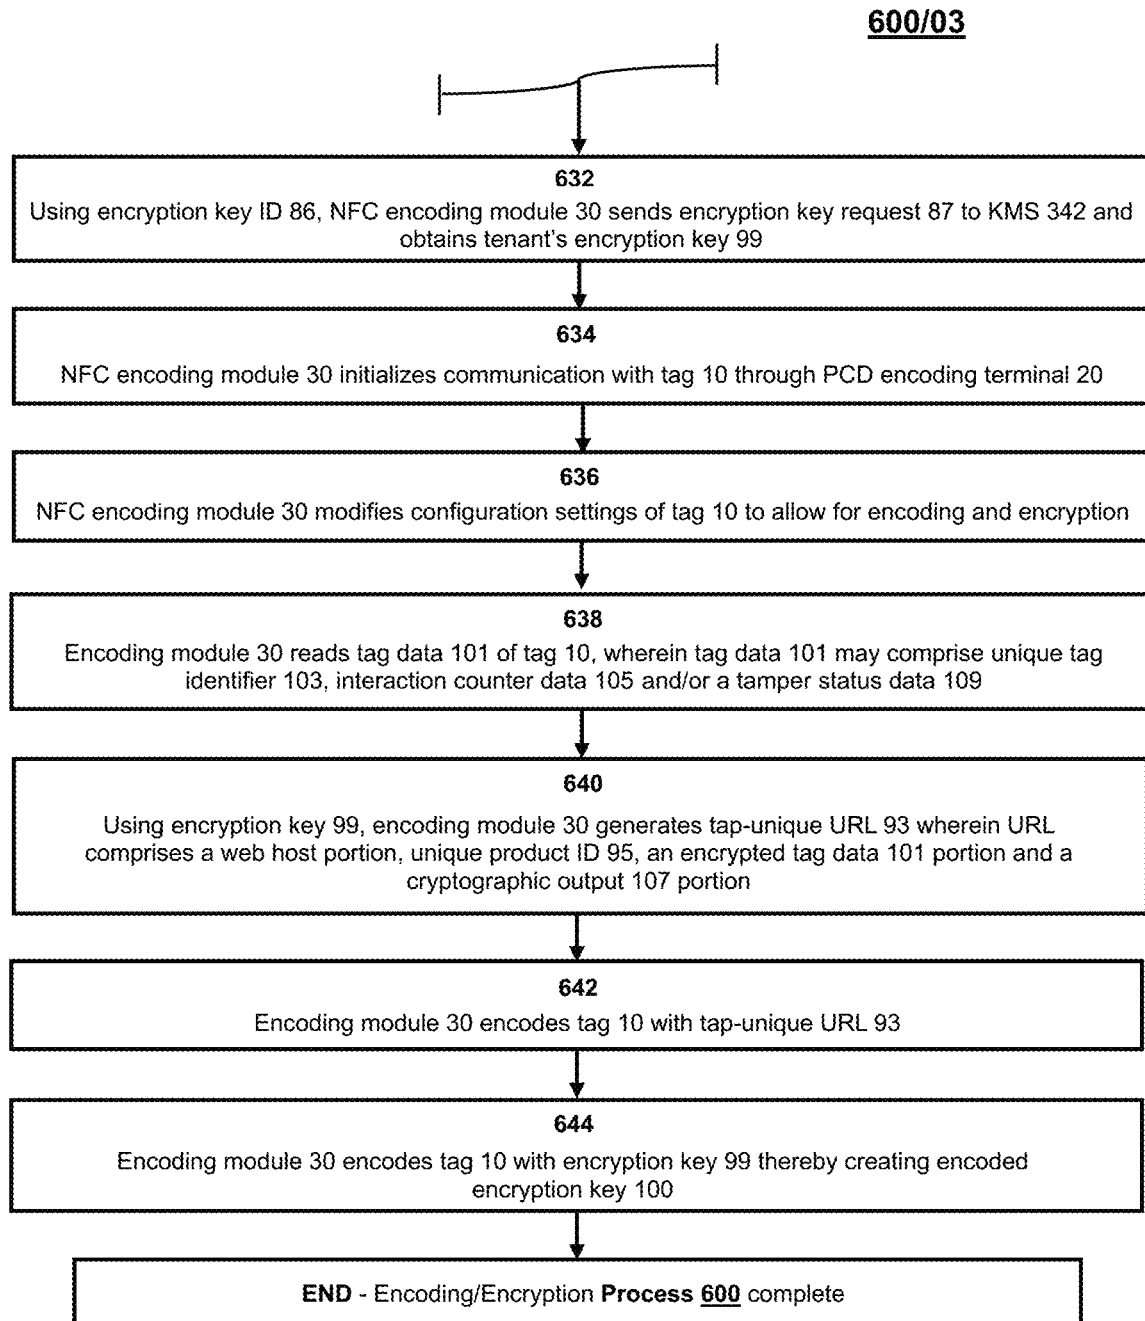 600/03
632
Using encryption key ID 86, NFC encoding module 30 sends encryption key request 87 to KMS 342 and
obtains tenant's encryption key 99
634
NFC encoding module 30 initializes communication with tag 10 through PCD encoding terminal 20
636
NFC encoding module 30 modifies configuration settings of tag 10 to allow for encoding and encryption
638
Encoding module 30 reads tag data 101 of tag 10, wherein tag data 101 may comprise unique tag
identifier 103, interaction counter data 105 and/or a tamper status data 109
640
Using encryption key 99, encoding module 30 generates tap-unique URL 93 wherein URL
comprises a web host portion, unique product ID 95, an encrypted tag data 101 portion and a
cryptographic output 107 portion
642
Encoding module 30 encodes tag 10 with tap-unique URL 93
644
Encoding module 30 encodes tag 10 with encryption key 99 thereby creating encoded
encryption key 100
END - Encoding/Encryption Process 600 complete